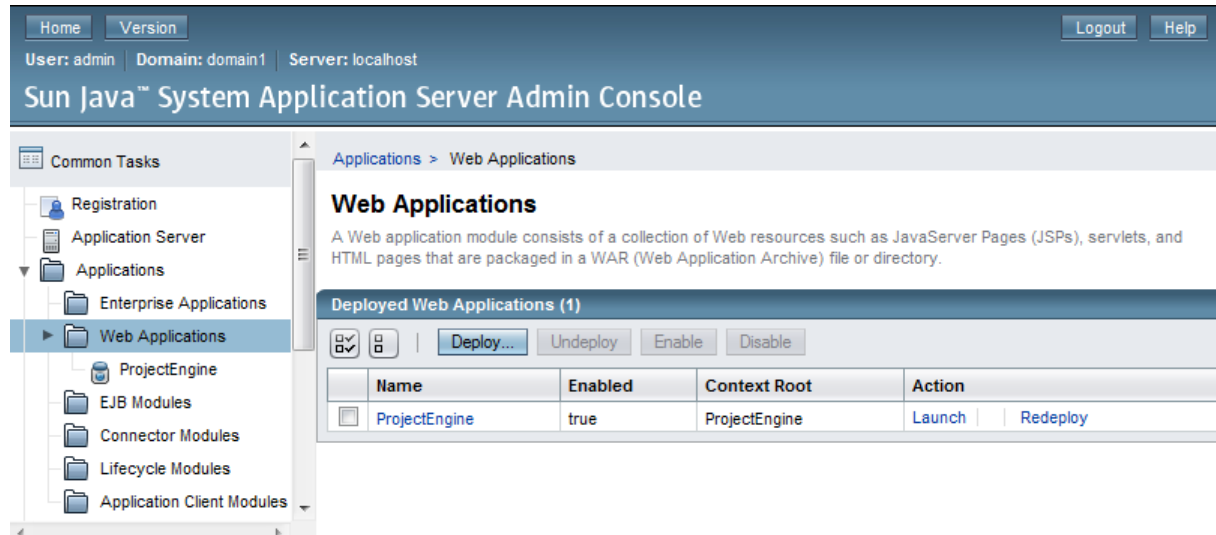 Home Version Logout Help
User: admin Domain: domain1 Server: localhost
Sun Java™ System Application Server Admin Console
Common Tasks
Registration
Application Server
Applications
Enterprise Applications
Web Applications
ProjectEngine
EJB Modules
Connector Modules
Lifecycle Modules
Application Client Modules
Applications > Web Applications
Web Applications
A Web application module consists of a collection of Web resources such as JavaServer Pages (JSPs), servlets, and
HTML pages that are packaged in a WAR (Web Application Archive) file or directory.
Deployed Web Applications (1)
Deploy... Undeploy Enable Disable
Name Enabled Context Root Action
ProjectEngine true ProjectEngine Launch Redeploy